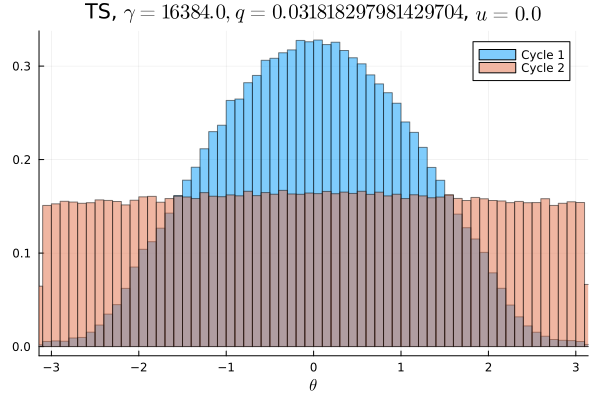 TS, γ = 16384.0, q = 0.031818297981429704, u = 0.0
Cycle 1
Cycle 2
0.3
0.2
0.1
0.0
−3
−2
−1
0
1
2
3
θ